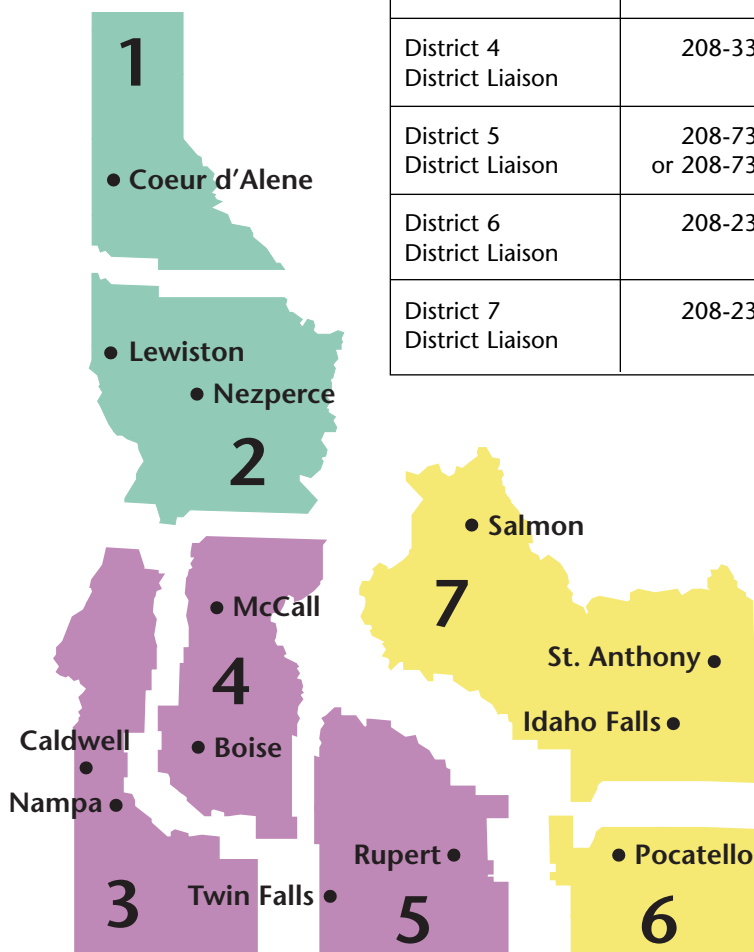 District 4 208-33
District Liaison
District 5 208-73
District Liaison or 208-73
District 6 208-23
District Liaison
District 7 208-23
District Liaison
1
Coeur d’Alene
Lewiston
Nezperce
2
Salmon
7
McCall
4
St. Anthony
Idaho Falls
Caldwell
Boise
Nampa
Rupert
Pocatello
3
Twin Falls
5
6